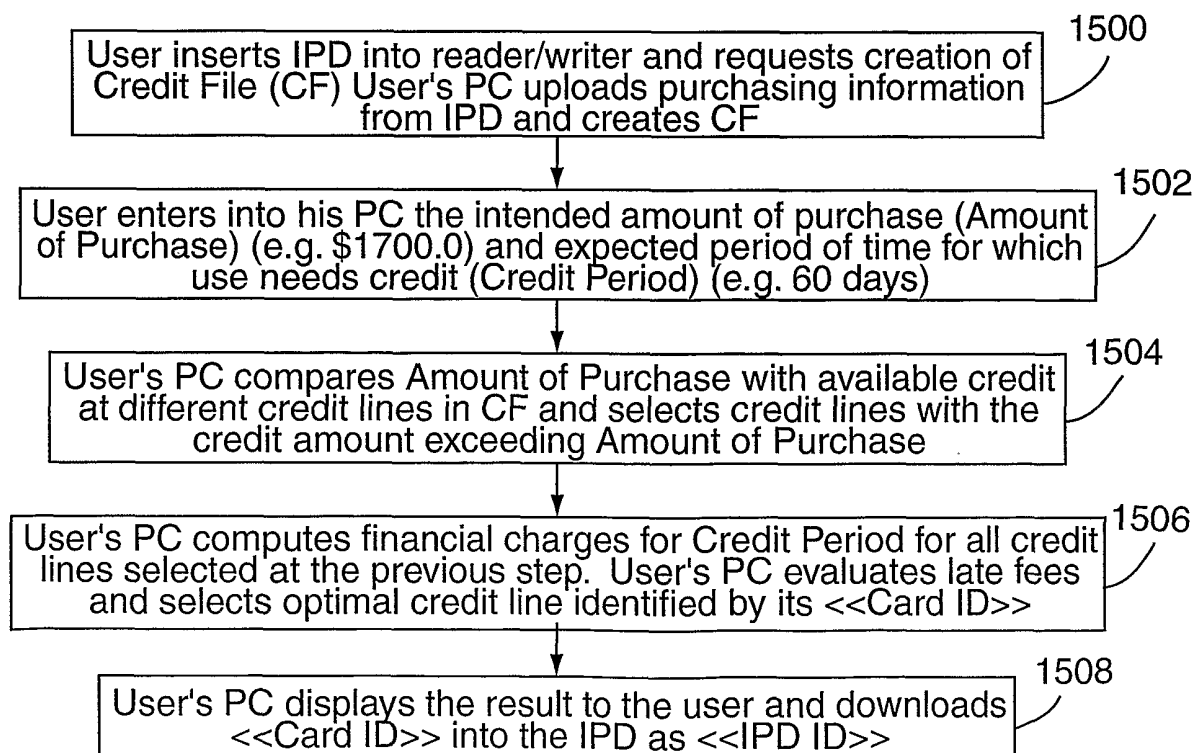 1500
User inserts IPD into reader/writer and requests creation of
Credit File (CF) User's PC uploads purchasing information
from IPD and creates CF
1502
User enters into his PC the intended amount of purchase (Amount
of Purchase) (e.g. $1700.0) and expected period of time for which
use needs credit (Credit Period) (e.g. 60 days)
1504
User's PC compares Amount of Purchase with available credit
at different credit lines in CF and selects credit lines with the
credit amount exceeding Amount of Purchase
1506
User's PC computes financial charges for Credit Period for all credit
lines selected at the previous step. User's PC evaluates late fees
and selects optimal credit line identified by its <<Card ID>>
1508
User's PC displays the result to the user and downloads
<<Card ID>> into the IPD as <<IPD ID>>